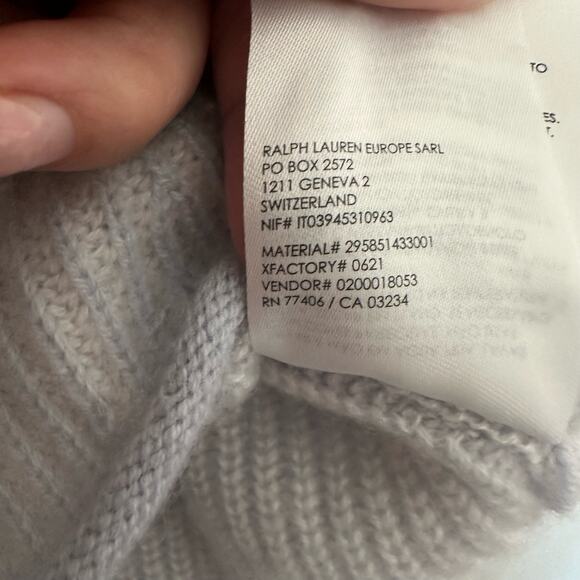 RALPH LAUREN EUROPE SARL
PO BOX 2572
1211 GENEVA 2
SWITZERLAND
NIF# IT03945310963
MATERIAL# 295851433001
XFACTORY# 0621
VENDOR# 0200018053
RN 77406 / CA 03234
TO